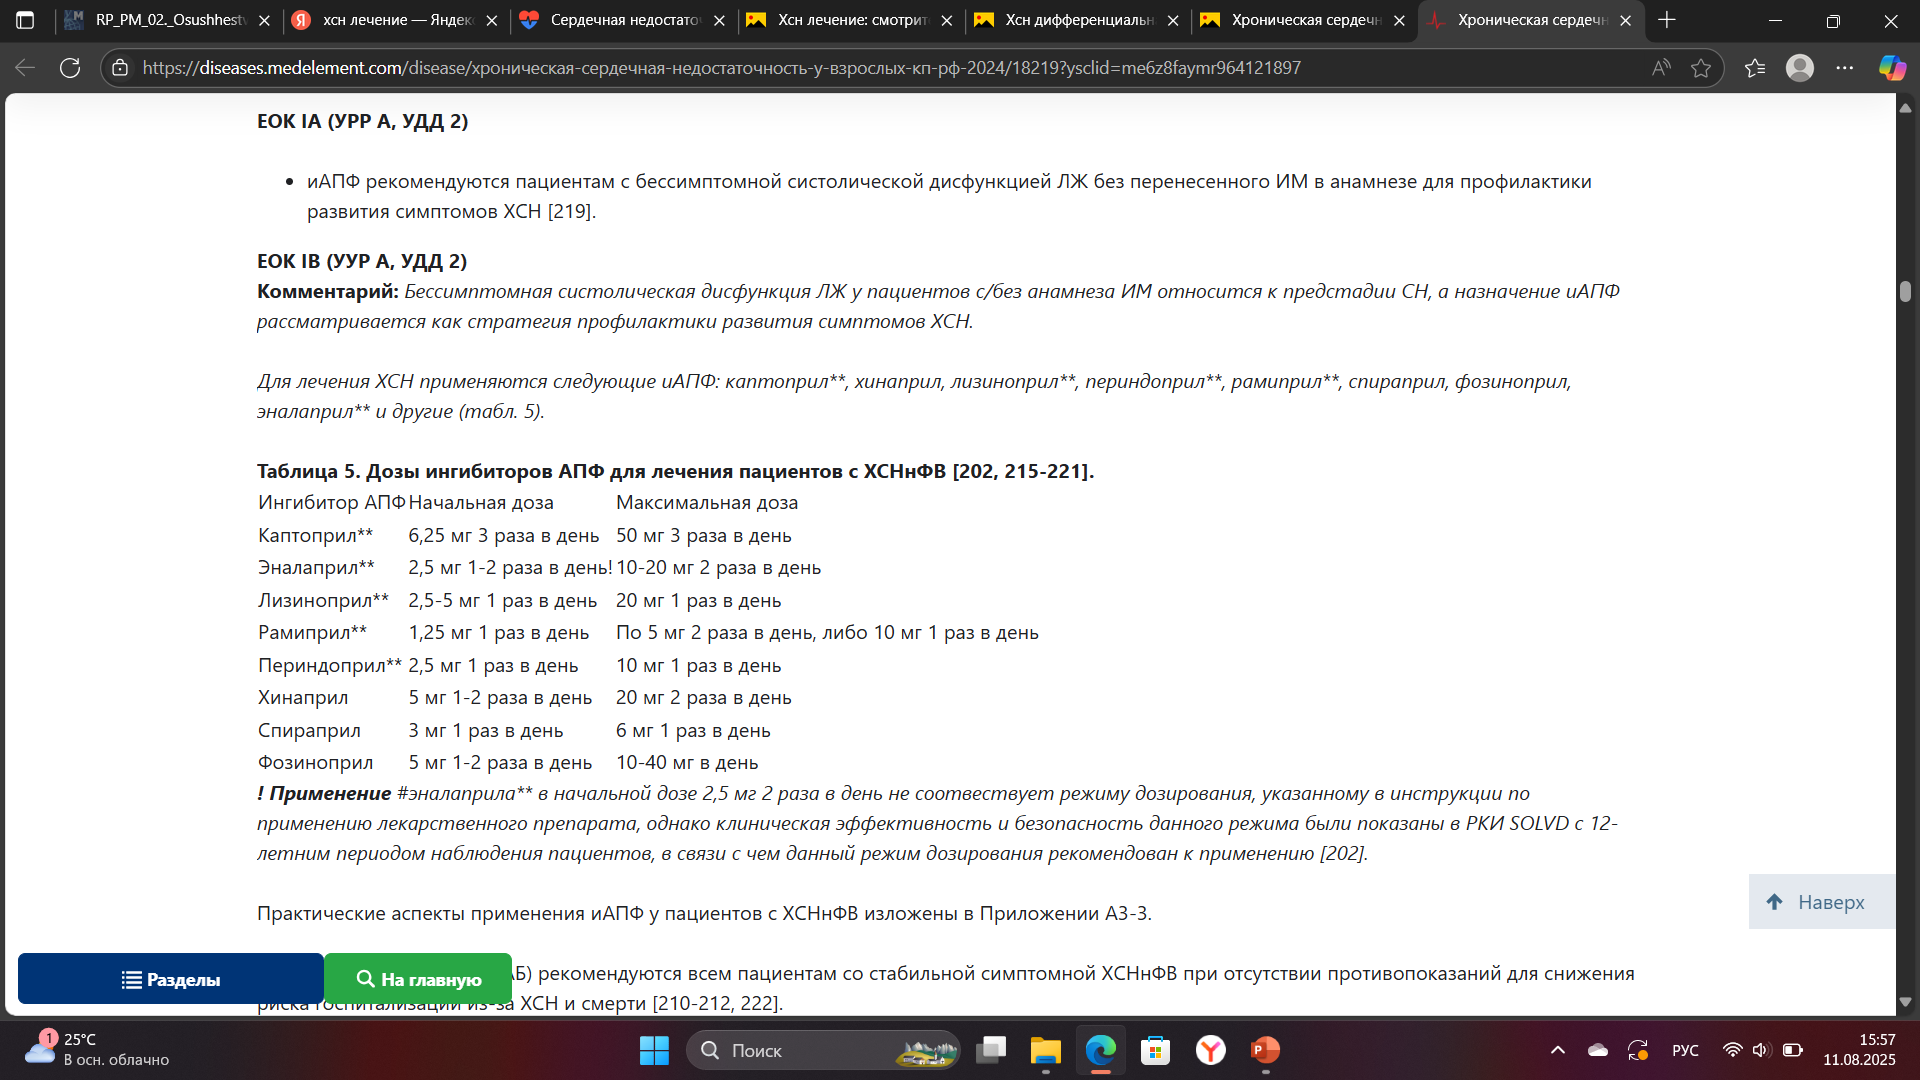 RP_PM_02._Osushhestv
хсн лечение — Яндекс
Сердечная недостаточ
Хсн лечение: смотрите
Хсн дифференциальн
Хроническая сердечн
Хроническая сердечн
https://diseases.medelement.com/disease/хроническая-сердечная-недостаточность-у-взрослых-кп-рф-2024/18219?ysclid=me6z8faymr964121897
ЕОК IA (УРР А, УДД 2)
• иАПФ рекомендуются пациентам с бессимптомной систолической дисфункцией ЛЖ без перенесенного ИМ в анамнезе для профилактики
развития симптомов ХСН [219].
ЕОК IB (УУР А, УДД 2)
Комментарий: Бессимптомная систолическая дисфункция ЛЖ у пациентов с/без анамнеза ИМ относится к предстадии СН, а назначение иАПФ
рассматривается как стратегия профилактики развития симптомов ХСН.
Для лечения ХСН применяются следующие иАПФ: каптоприл**, хинаприл, лизиноприл**, периндоприл**, рамиприл**, спираприл, фозиноприл,
эналаприл** и другие (табл. 5).
Таблица 5. Дозы ингибиторов АПФ для лечения пациентов с ХСНнФВ [202, 215-221].
Ингибитор АПФ Начальная доза Максимальная доза
Каптоприл** 6,25 мг 3 раза в день 50 мг 3 раза в день
Эналаприл** 2,5 мг 1-2 раза в день! 10-20 мг 2 раза в день
Лизиноприл** 2,5-5 мг 1 раз в день 20 мг 1 раз в день
Рамиприл** 1,25 мг 1 раз в день По 5 мг 2 раза в день, либо 10 мг 1 раз в день
Периндоприл** 2,5 мг 1 раз в день 10 мг 1 раз в день
Хинаприл 5 мг 1-2 раза в день 20 мг 2 раза в день
Спираприл 3 мг 1 раз в день 6 мг 1 раз в день
Фозиноприл 5 мг 1-2 раза в день 10-40 мг в день
! Применение #эналаприла** в начальной дозе 2,5 мг 2 раза в день не соотвествует режиму дозирования, указанному в инструкции по
применению лекарственного препарата, однако клиническая эффективность и безопасность данного режима были показаны в РКИ SOLVD с 12-
летним периодом наблюдения пациентов, в связи с чем данный режим дозирования рекомендован к применению [202].
Наверх
Практические аспекты применения иАПФ у пациентов с ХСНнФВ изложены в Приложении А3-3.
АБ) рекомендуются всем пациентам со стабильной симптомной ХСНнФВ при отсутствии противопоказаний для снижения
риска госпитализации из-за ХСН и смерти [210-212, 222].
Разделы
На главную
1
25°C
В осн. облачно
Поиск
РУС
15:57
11.08.2025